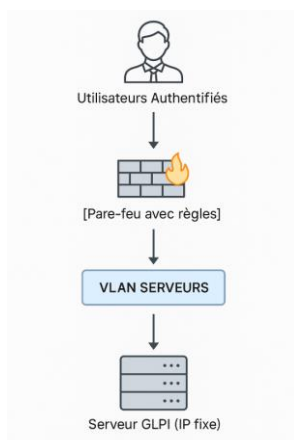 Utilisateurs Authentifiés
[Pare-feu avec règles]
VLAN SERVEURS
Serveur GLPI (IP fixe)